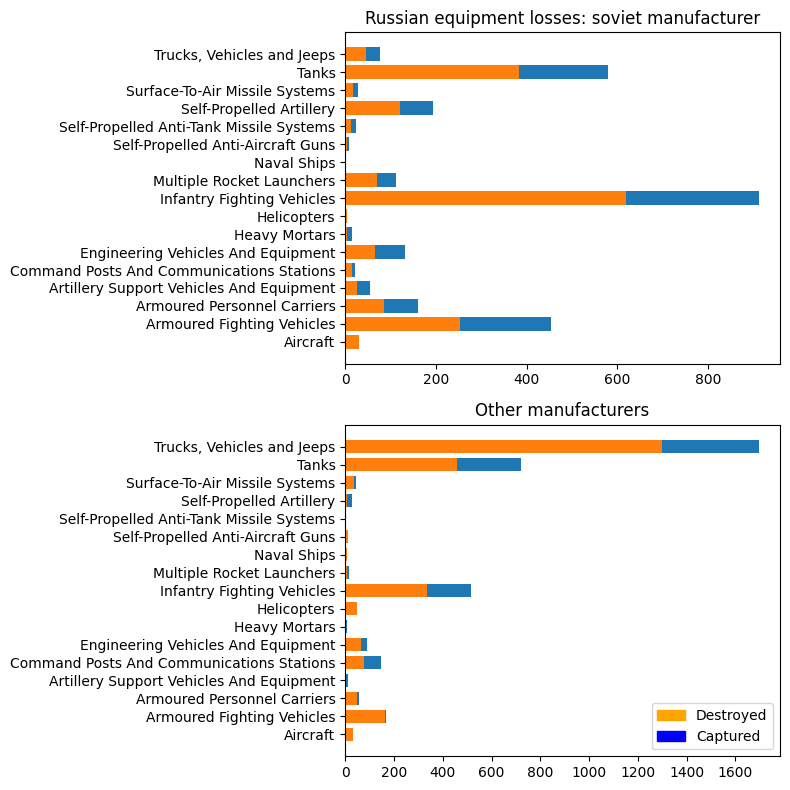 Russian equipment losses: soviet manufacturer
Trucks, Vehicles and Jeeps
Tanks
Surface-To-Air Missile Systems
Self-Propelled Artillery
Self-Propelled Anti-Tank Missile Systems
Self-Propelled Anti-Aircraft Guns
Naval Ships
Multiple Rocket Launchers
Infantry Fighting Vehicles
Helicopters
Heavy Mortars
Engineering Vehicles And Equipment
Command Posts And Communications Stations
Artillery Support Vehicles And Equipment
Armoured Personnel Carriers
Armoured Fighting Vehicles
Aircraft
0 200 400 600 800
Other manufacturers
Trucks, Vehicles and Jeeps
Tanks
Surface-To-Air Missile Systems
Self-Propelled Artillery
Self-Propelled Anti-Tank Missile Systems
Self-Propelled Anti-Aircraft Guns
Naval Ships
Multiple Rocket Launchers
Infantry Fighting Vehicles
Helicopters
Heavy Mortars
Engineering Vehicles And Equipment
Command Posts And Communications Stations
Artillery Support Vehicles And Equipment
Armoured Personnel Carriers
Armoured Fighting Vehicles
Aircraft
Destroyed
Captured
0 200 400 600 800 1000 1200 1400 1600